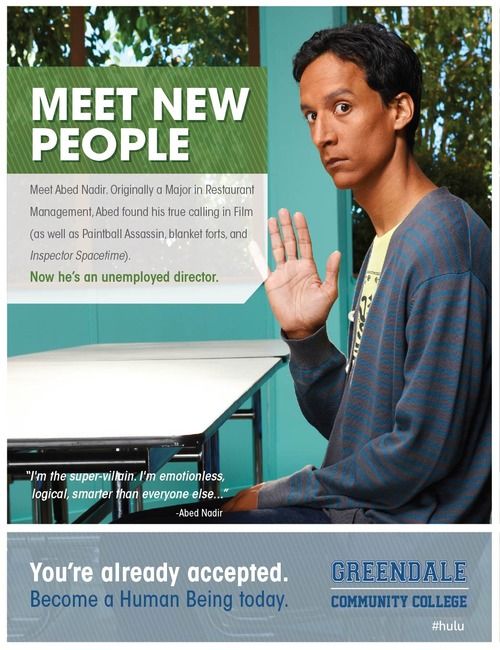 MEET NEW
PEOPLE
Meet Abed Nadir. Originally a Major in Restaurant
Management, Abed found his true calling in Film
(as well as Paintball Assassin, blanket forts, and
Inspector Spacetime).
Now he's an unemployed director.
"I'm the super-villain. I'm emotionless,
logical, smarter than everyone else..."
-Abed Nadir
You're already accepted.
Become a Human Being today.
GREENDALE
COMMUNITY COLLEGE
#hulu